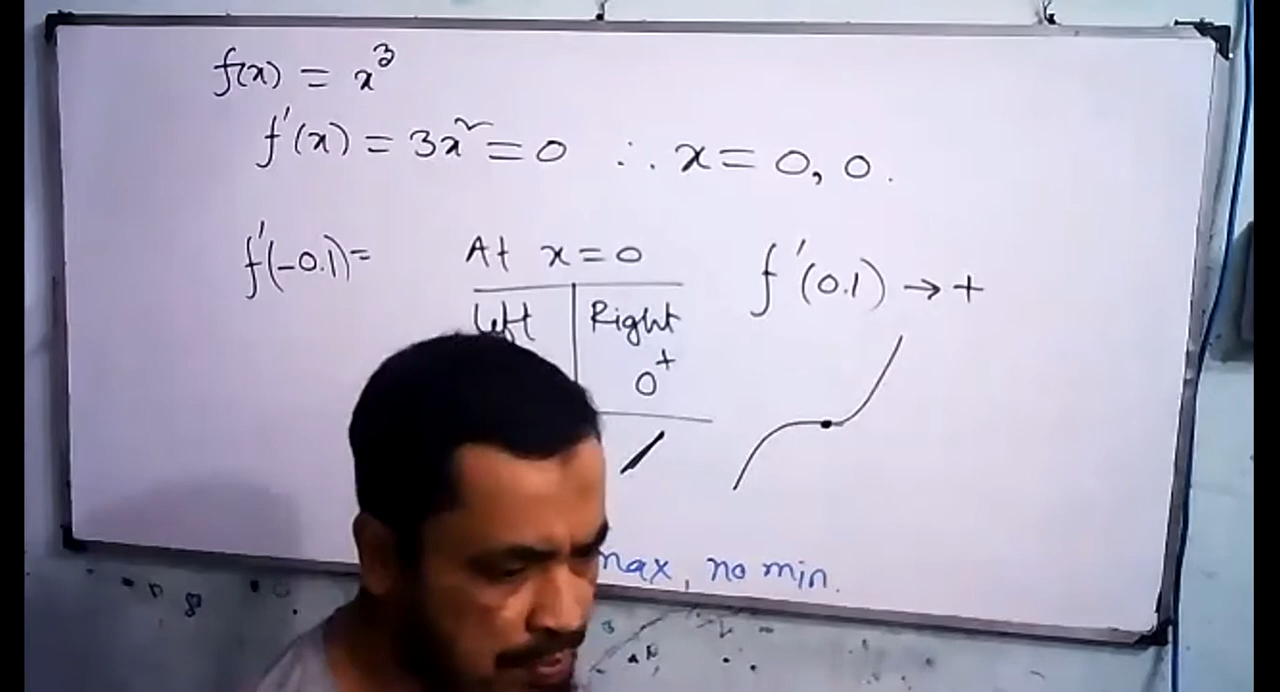 f(x) = x³
f'(x) = 3x² = 0 ∴ x = 0, 0.
f'(-0.1) =
At x = 0
f'(0.1) → +
Left Right
0⁺
max, no min.